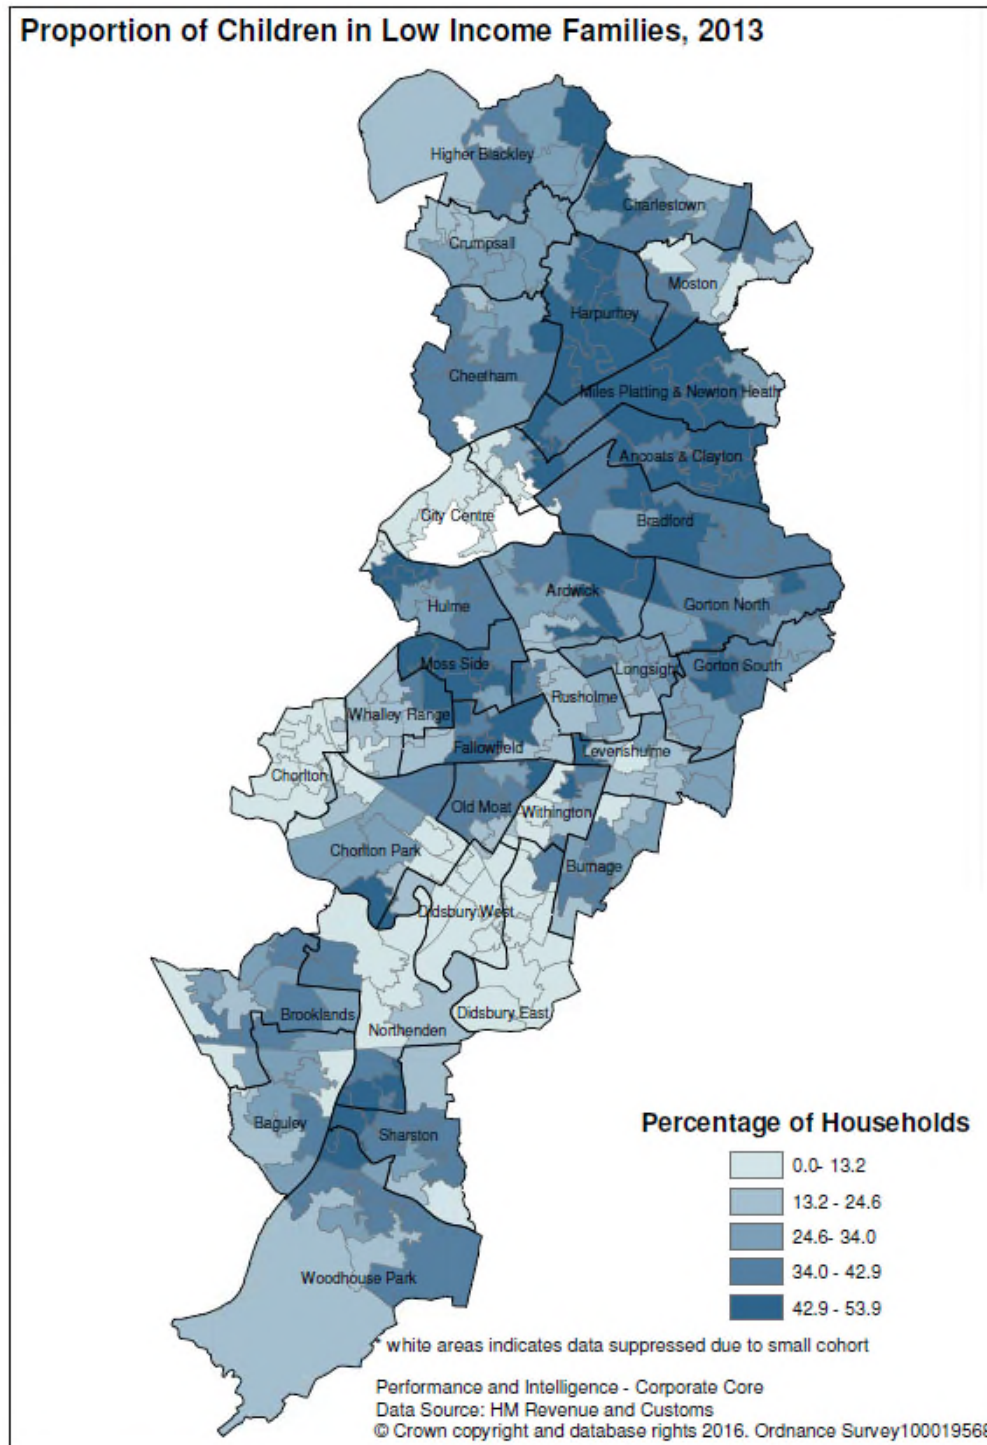 Proportion of Children in Low Income Families, 2013
Higher Blackley
Charlestown
Crumpsall
Moston
Harpurhey
Cheetham
Miles Platting & Newton Heath
Ancoats & Clayton
City Centre
Bradford
Ardwick
Hulme
Gorton North
Moss Side
Longsight
Gorton South
Rusholme
Whalley Range
Fallowfield
Levenshulme
Chorlton
Old Moat
Withington
Chorlton Park
Burnage
Didsbury West
Brooklands
Didsbury East
Northenden
Baguley
Sharston
Woodhouse Park
Percentage of Households
0.0- 13.2
13.2 - 24.6
24.6- 34.0
34.0 - 42.9
42.9 - 53.9
* white areas indicates data suppressed due to small cohort
Performance and Intelligence - Corporate Core
Data Source: HM Revenue and Customs
© Crown copyright and database rights 2016. Ordnance Survey100019568